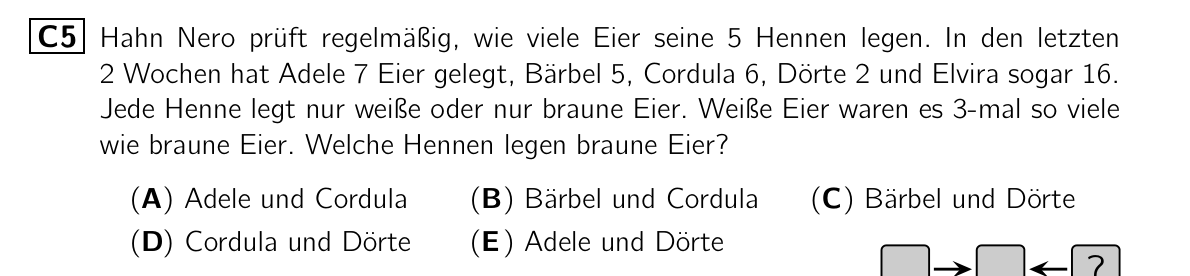 C5 Hahn Nero prüft regelmäßig, wie viele Eier seine 5 Hennen legen. In den letzten
2 Wochen hat Adele 7 Eier gelegt, Bärbel 5, Cordula 6, Dörte 2 und Elvira sogar 16.
Jede Henne legt nur weiße oder nur braune Eier. Weiße Eier waren es 3-mal so viele
wie braune Eier. Welche Hennen legen braune Eier?
(A) Adele und Cordula (B) Bärbel und Cordula (C) Bärbel und Dörte
(D) Cordula und Dörte (E) Adele und Dörte
?